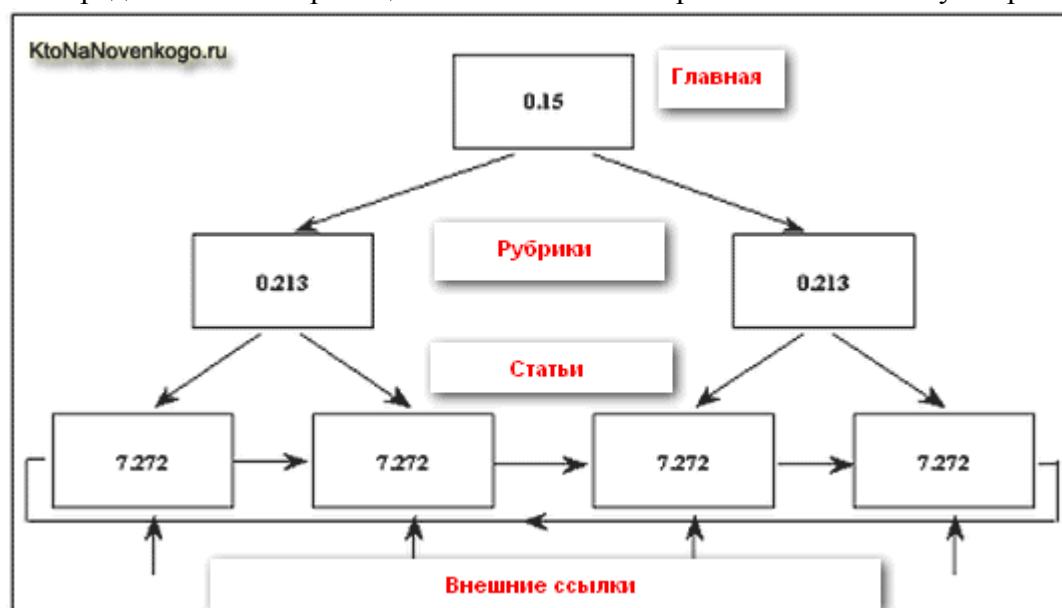 KtoNaNovenkogo.ru
Главная
0.15
Рубрики
0.213
0.213
Статьи
7.272
7.272
7.272
7.272
Внешние ссылки